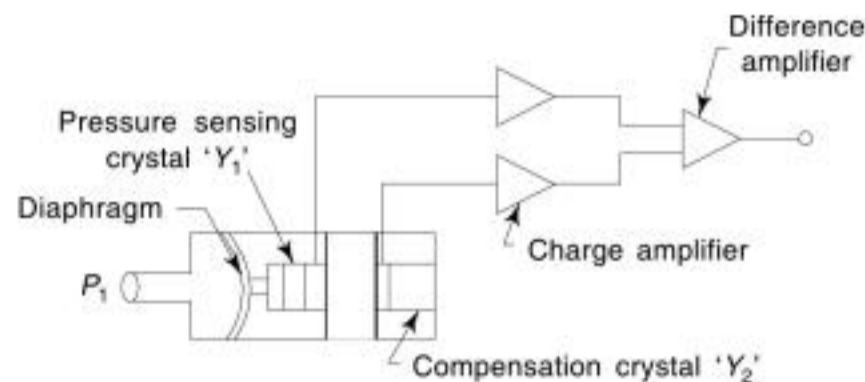 Difference
amplifier
Pressure sensing
crystal ‘Y₁’
Diaphragm
Charge amplifier
P₁
Compensation crystal ‘Y₂’